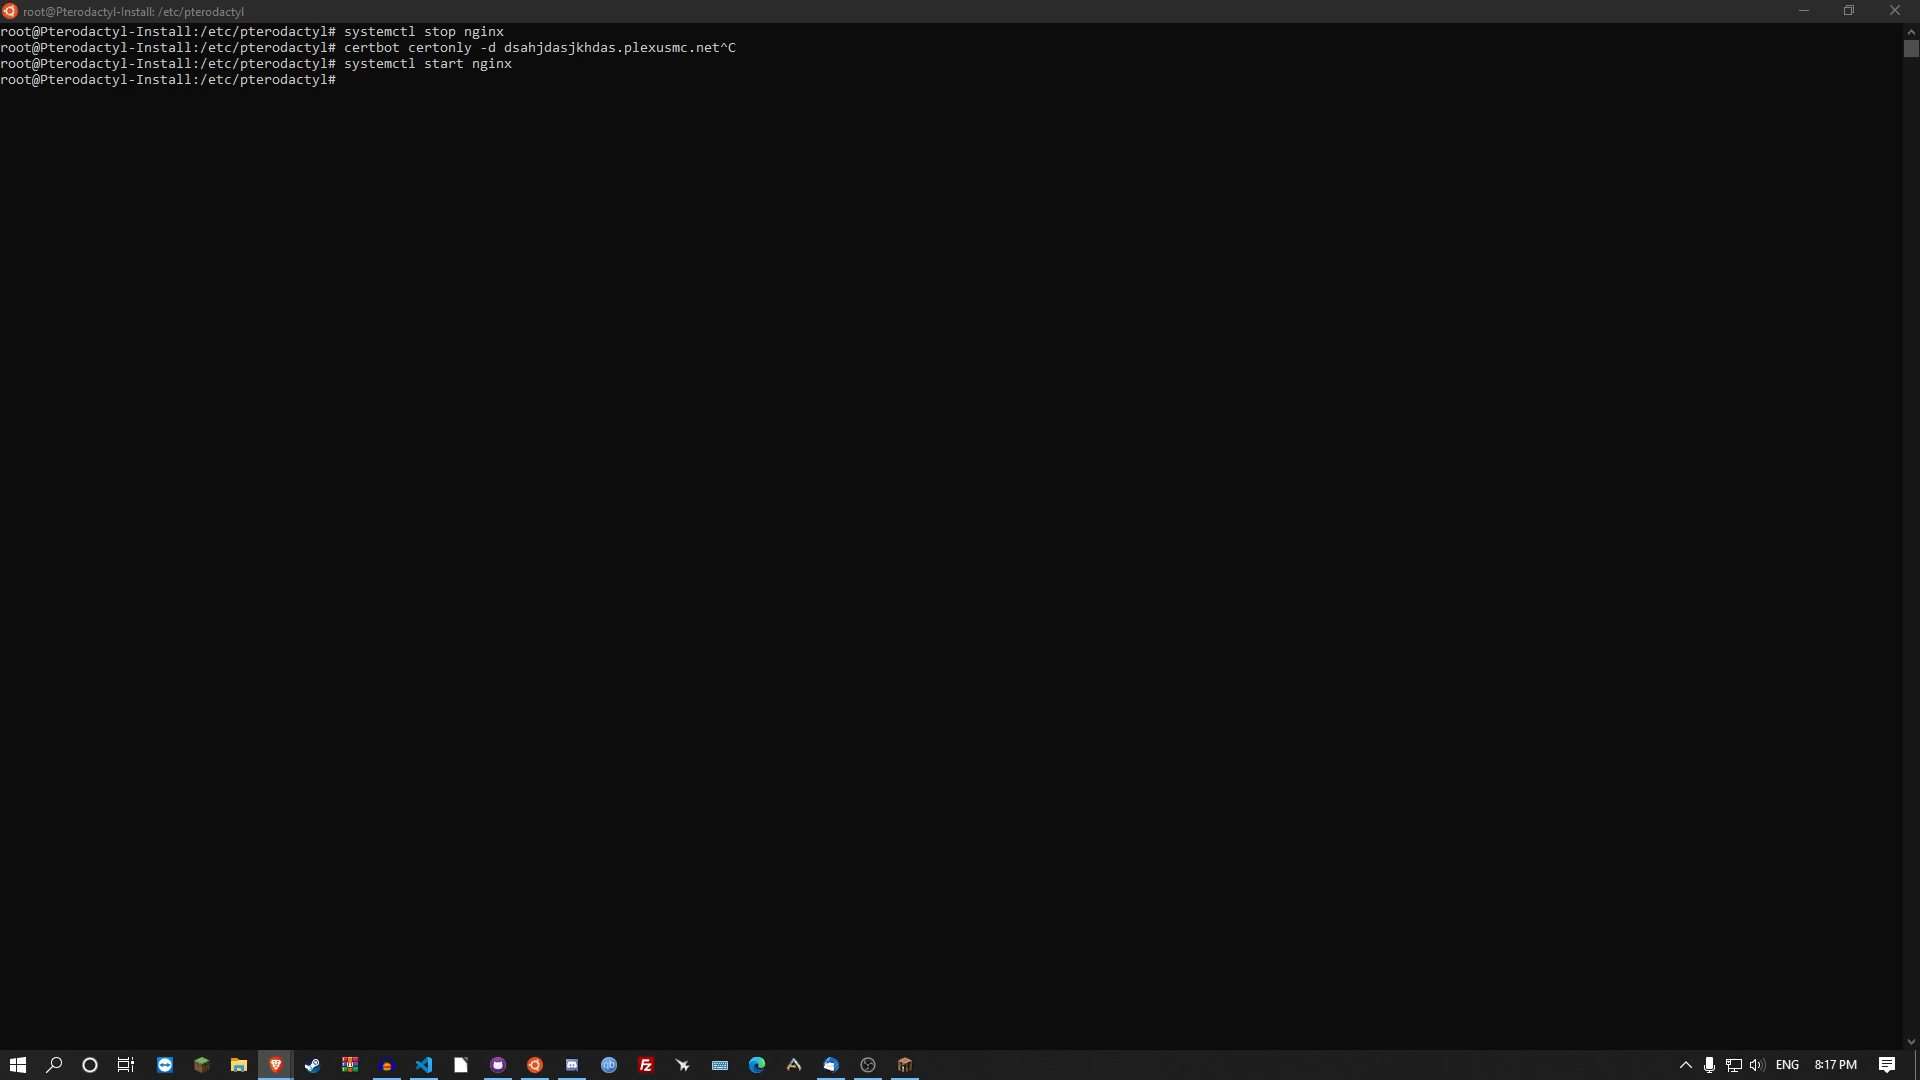 root@Pterodactyl-Install: /etc/pterodactyl
root@Pterodactyl-Install:/etc/pterodactyl# systemctl stop nginx
root@Pterodactyl-Install:/etc/pterodactyl# certbot certonly -d dsahjdasjkhdas.plexusmc.net^C
root@Pterodactyl-Install:/etc/pterodactyl# systemctl start nginx
root@Pterodactyl-Install:/etc/pterodactyl#
qb
FZ
ENG
8:17 PM